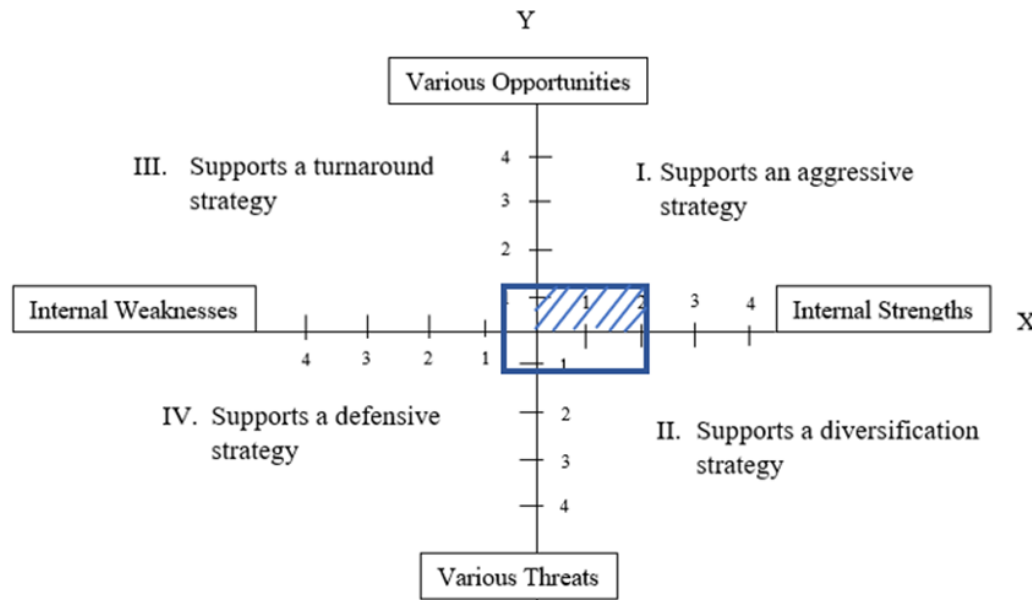 Y
Various Opportunities
4
III. Supports a turnaround
strategy
I. Supports an aggressive
strategy
3
2
Internal Weaknesses
1 2 3 4
Internal Strengths
X
4 3 2 1
1
IV. Supports a defensive
strategy
2
II. Supports a diversification
strategy
3
4
Various Threats